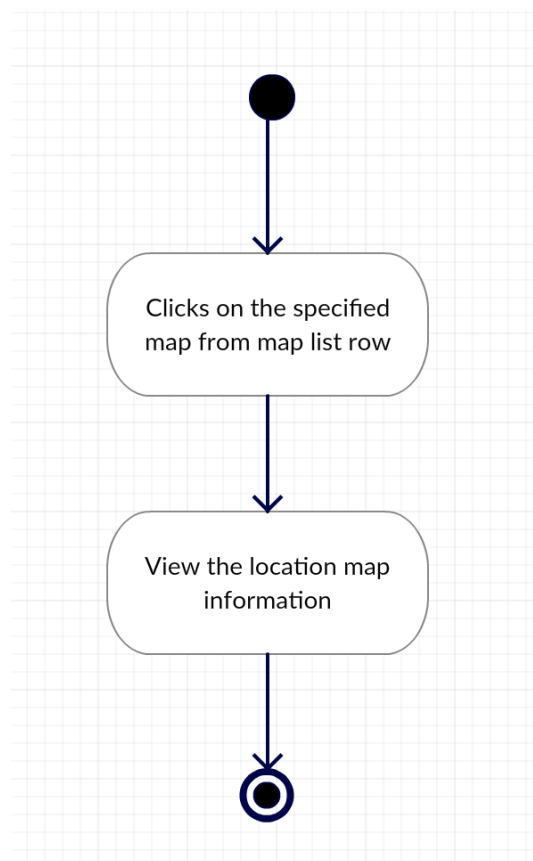 Clicks on the specified
map from map list row
View the location map
information